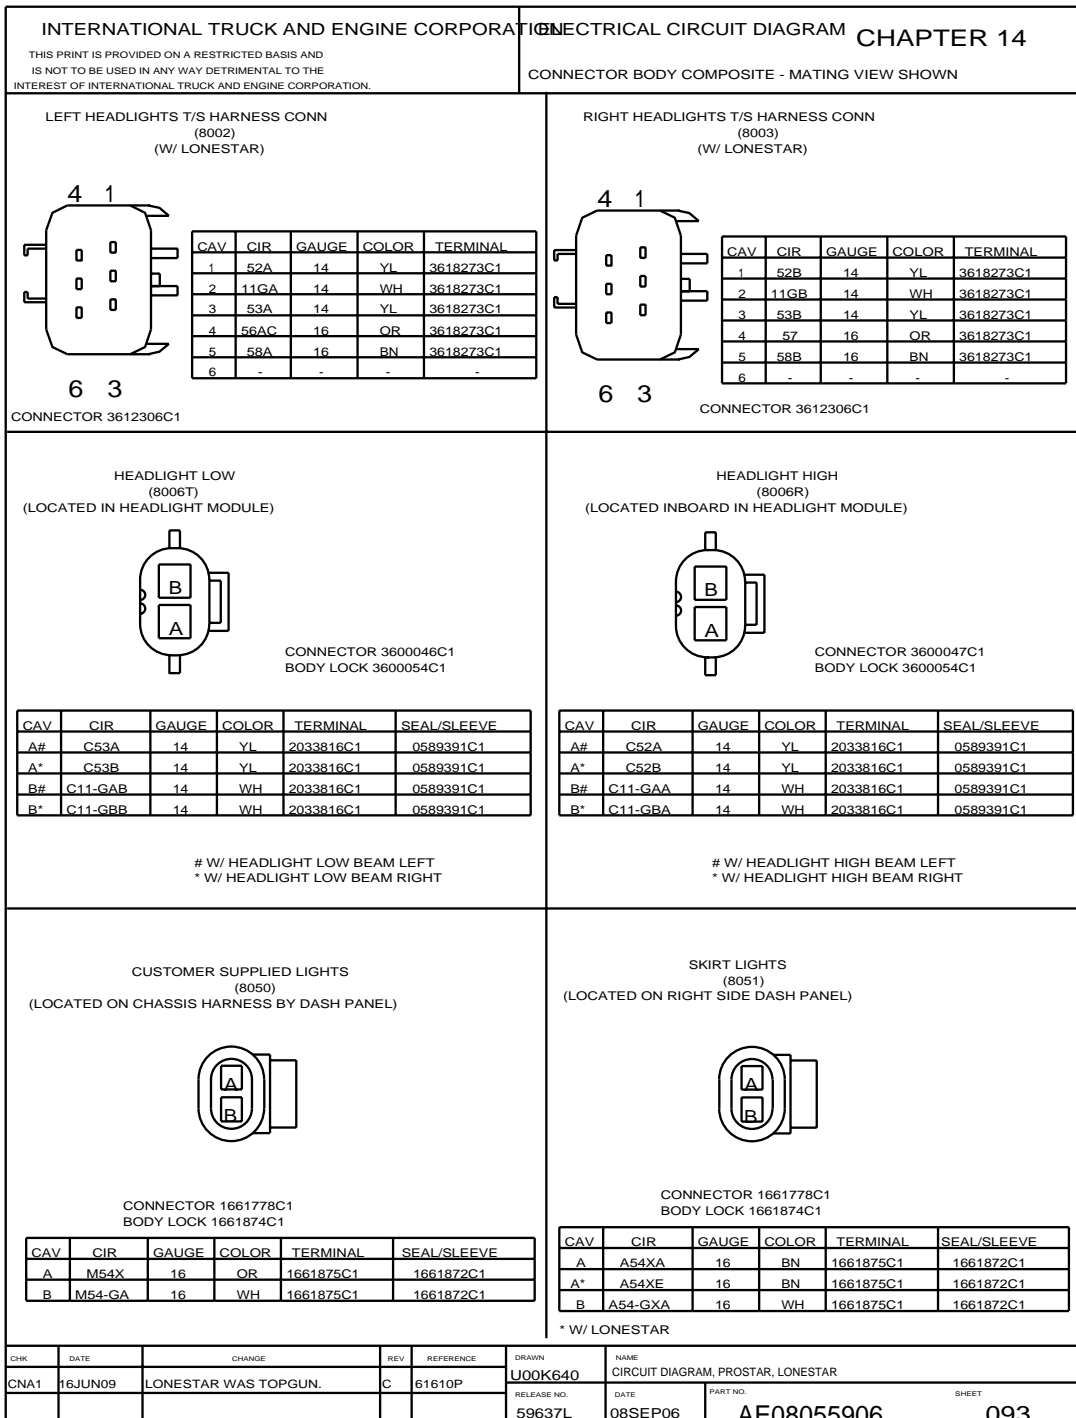 INTERNATIONAL TRUCK AND ENGINE CORPORATION
THIS PRINT IS PROVIDED ON A RESTRICTED BASIS AND
IS NOT TO BE USED IN ANY WAY DETRIMENTAL TO THE
INTEREST OF INTERNATIONAL TRUCK AND ENGINE CORPORATION.
ELECTRICAL CIRCUIT DIAGRAM CHAPTER 14
CONNECTOR BODY COMPOSITE - MATING VIEW SHOWN
LEFT HEADLIGHTS T/S HARNESS CONN
(8002)
(W/ LONESTAR)
4 1
6 3
CAV CIR GAUGE COLOR TERMINAL
1 52A 14 YL 3618273C1
2 11GA 14 WH 3618273C1
3 53A 14 YL 3618273C1
4 56AC 16 OR 3618273C1
5 58A 16 BN 3618273C1
6 - - - -
CONNECTOR 3612306C1
RIGHT HEADLIGHTS T/S HARNESS CONN
(8003)
(W/ LONESTAR)
4 1
6 3
CAV CIR GAUGE COLOR TERMINAL
1 52B 14 YL 3618273C1
2 11GB 14 WH 3618273C1
3 53B 14 YL 3618273C1
4 57 16 OR 3618273C1
5 58B 16 BN 3618273C1
6 - - - -
CONNECTOR 3612306C1
HEADLIGHT LOW
(8006T)
(LOCATED IN HEADLIGHT MODULE)
B
A
CONNECTOR 3600046C1
BODY LOCK 3600054C1
CAV CIR GAUGE COLOR TERMINAL SEAL/SLEEVE
A# C53A 14 YL 2033816C1 0589391C1
A* C53B 14 YL 2033816C1 0589391C1
B# C11-GAB 14 WH 2033816C1 0589391C1
B* C11-GBB 14 WH 2033816C1 0589391C1
# W/ HEADLIGHT LOW BEAM LEFT
* W/ HEADLIGHT LOW BEAM RIGHT
HEADLIGHT HIGH
(8006R)
(LOCATED INBOARD IN HEADLIGHT MODULE)
B
A
CONNECTOR 3600047C1
BODY LOCK 3600054C1
CAV CIR GAUGE COLOR TERMINAL SEAL/SLEEVE
A# C52A 14 YL 2033816C1 0589391C1
A* C52B 14 YL 2033816C1 0589391C1
B# C11-GAA 14 WH 2033816C1 0589391C1
B* C11-GBA 14 WH 2033816C1 0589391C1
# W/ HEADLIGHT HIGH BEAM LEFT
* W/ HEADLIGHT HIGH BEAM RIGHT
CUSTOMER SUPPLIED LIGHTS
(8050)
(LOCATED ON CHASSIS HARNESS BY DASH PANEL)
A
B
CONNECTOR 1661778C1
BODY LOCK 1661874C1
CAV CIR GAUGE COLOR TERMINAL SEAL/SLEEVE
A M54X 16 OR 1661875C1 1661872C1
B M54-GA 16 WH 1661875C1 1661872C1
SKIRT LIGHTS
(8051)
(LOCATED ON RIGHT SIDE DASH PANEL)
A
B
CONNECTOR 1661778C1
BODY LOCK 1661874C1
CAV CIR GAUGE COLOR TERMINAL SEAL/SLEEVE
A A54XA 16 BN 1661875C1 1661872C1
A* A54XE 16 BN 1661875C1 1661872C1
B A54-GXA 16 WH 1661875C1 1661872C1
* W/ LONESTAR
CHK DATE CHANGE REV REFERENCE
CNA1 16JUN09 LONESTAR WAS TOPGUN. C 61610P
DRAWN
U00K640
NAME
CIRCUIT DIAGRAM, PROSTAR, LONESTAR
RELEASE NO.
59637L
DATE
08SEP06
PART NO.
AE08055906
SHEET
093